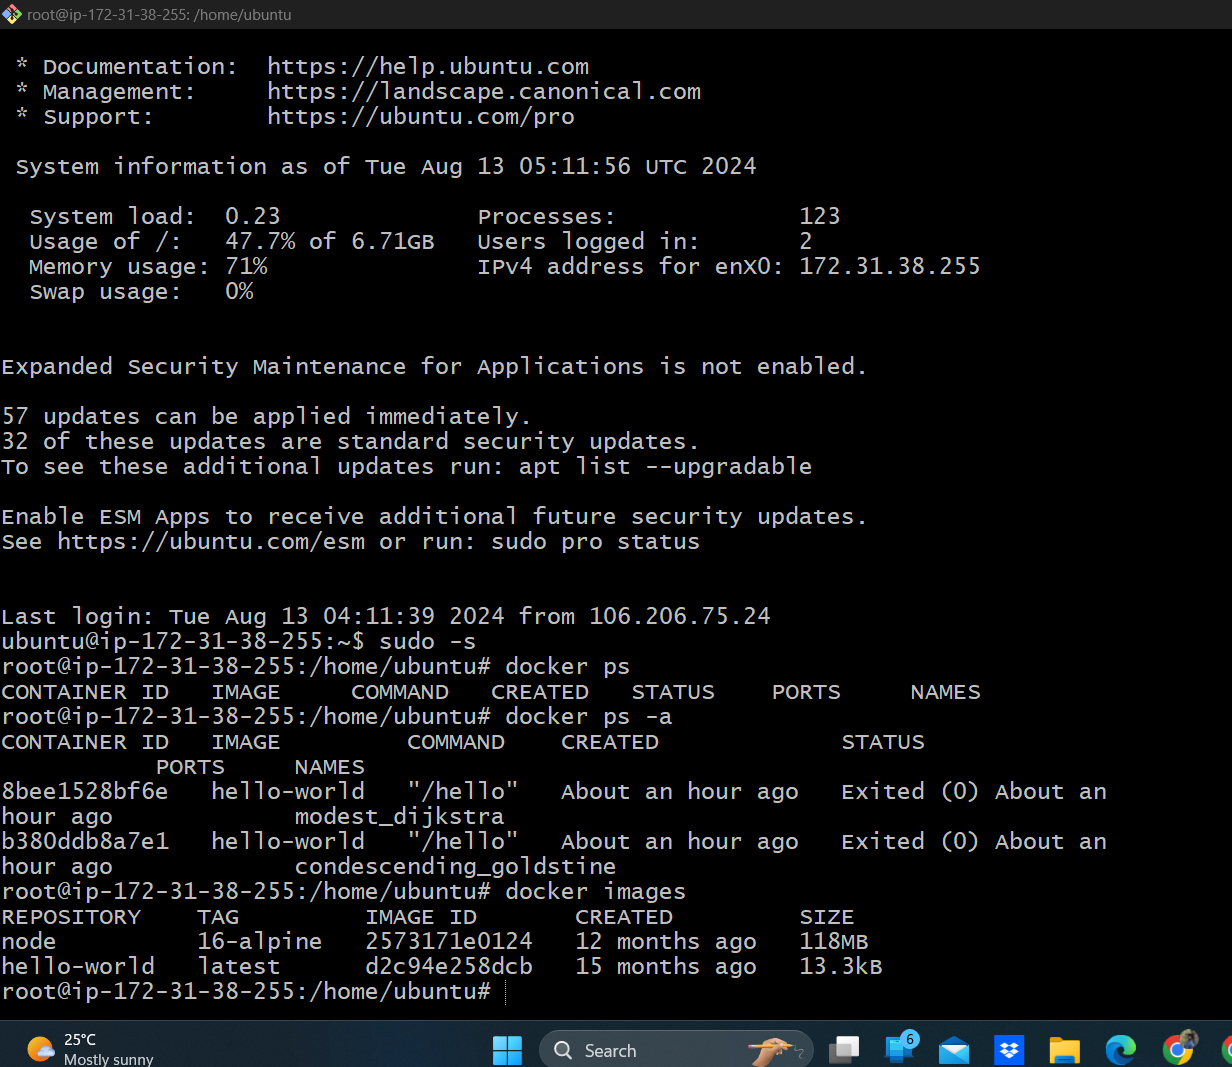 root@ip-172-31-38-255: /home/ubuntu
* Documentation:  https://help.ubuntu.com
* Management:     https://landscape.canonical.com
* Support:        https://ubuntu.com/pro
System information as of Tue Aug 13 05:11:56 UTC 2024
System load:  0.23              Processes:             123
Usage of /:   47.7% of 6.71GB   Users logged in:       2
Memory usage: 71%               IPv4 address for enX0: 172.31.38.255
Swap usage:   0%
Expanded Security Maintenance for Applications is not enabled.
57 updates can be applied immediately.
32 of these updates are standard security updates.
To see these additional updates run: apt list --upgradable
Enable ESM Apps to receive additional future security updates.
See https://ubuntu.com/esm or run: sudo pro status
Last login: Tue Aug 13 04:11:39 2024 from 106.206.75.24
ubuntu@ip-172-31-38-255:~$ sudo -s
root@ip-172-31-38-255:/home/ubuntu# docker ps
CONTAINER ID   IMAGE     COMMAND   CREATED   STATUS    PORTS     NAMES
root@ip-172-31-38-255:/home/ubuntu# docker ps -a
CONTAINER ID   IMAGE         COMMAND    CREATED             STATUS
PORTS     NAMES
8bee1528bf6e   hello-world   "/hello"   About an hour ago   Exited (0) About an
hour ago             modest_dijkstra
b380ddb8a7e1   hello-world   "/hello"   About an hour ago   Exited (0) About an
hour ago             condescending_goldstine
root@ip-172-31-38-255:/home/ubuntu# docker images
REPOSITORY    TAG         IMAGE ID       CREATED         SIZE
node          16-alpine   2573171e0124   12 months ago   118MB
hello-world   latest      d2c94e258dcb   15 months ago   13.3kB
root@ip-172-31-38-255:/home/ubuntu#
25°C
Mostly sunny
Search
6